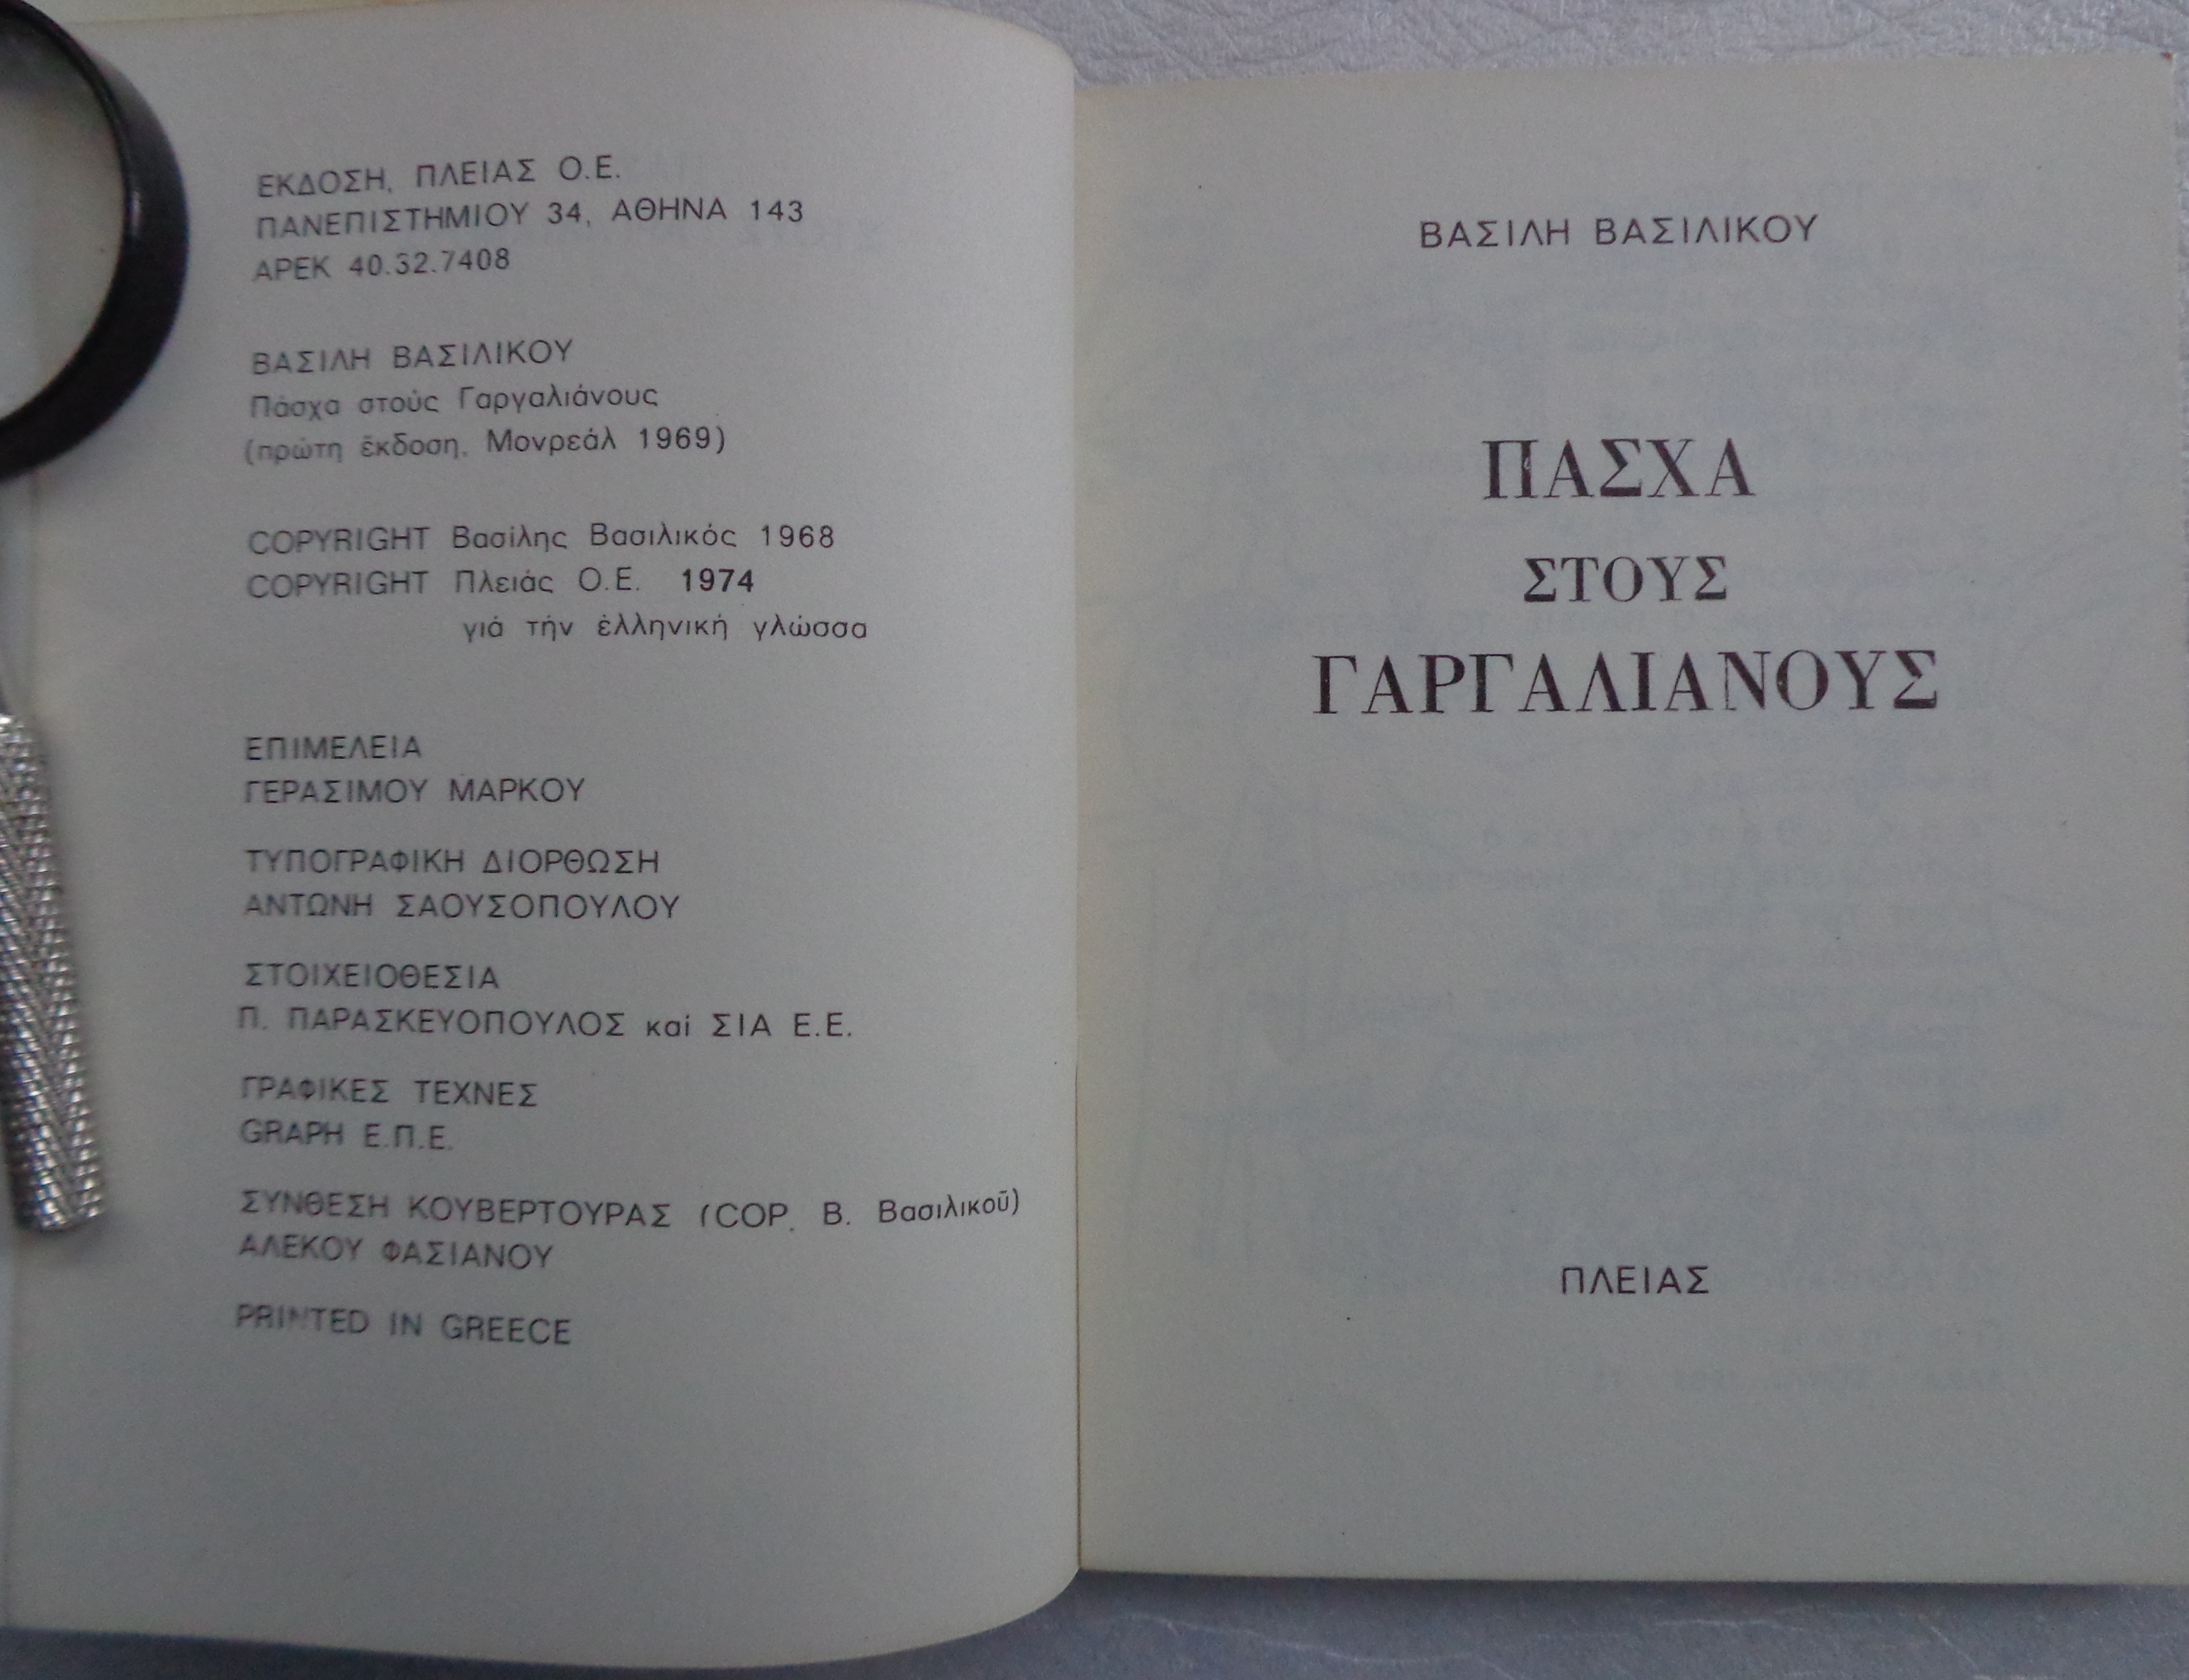 ΕΚΔΟΣΗ, ΠΛΕΙΑΣ Ο.Ε.
ΠΑΝΕΠΙΣΤΗΜΙΟΥ 34, ΑΘΗΝΑ 143
ΑΡΕΚ 40.32.7408
ΒΑΣΙΛΗ ΒΑΣΙΛΙΚΟΥ
Πάσχα στούς Γαργαλιάνους
(πρώτη ἔκδοση, Μονρεάλ 1969)
COPYRIGHT Βασίλης Βασιλικός 1968
COPYRIGHT Πλειάς Ο.Ε. 1974
γιά τήν ἑλληνική γλώσσα
ΕΠΙΜΕΛΕΙΑ
ΓΕΡΑΣΙΜΟΥ ΜΑΡΚΟΥ
ΤΥΠΟΓΡΑΦΙΚΗ ΔΙΟΡΘΩΣΗ
ΑΝΤΩΝΗ ΣΑΟΥΣΟΠΟΥΛΟΥ
ΣΤΟΙΧΕΙΟΘΕΣΙΑ
Π. ΠΑΡΑΣΚΕΥΟΠΟΥΛΟΣ καί ΣΙΑ Ε.Ε.
ΓΡΑΦΙΚΕΣ ΤΕΧΝΕΣ
GRAPH Ε.Π.Ε.
ΣΥΝΘΕΣΗ ΚΟΥΒΕΡΤΟΥΡΑΣ (COP. Β. Βασιλικοῦ)
ΑΛΕΚΟΥ ΦΑΣΙΑΝΟΥ
PRINTED IN GREECE
ΒΑΣΙΛΗ ΒΑΣΙΛΙΚΟΥ
ΠΑΣΧΑ
ΣΤΟΥΣ
ΓΑΡΓΑΛΙΑΝΟΥΣ
ΠΛΕΙΑΣ